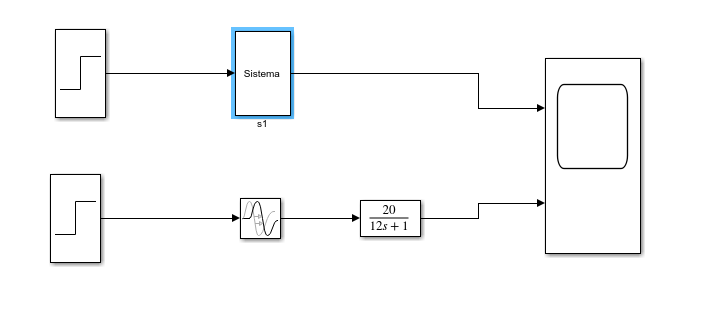 Sistema
s1
20
12s + 1